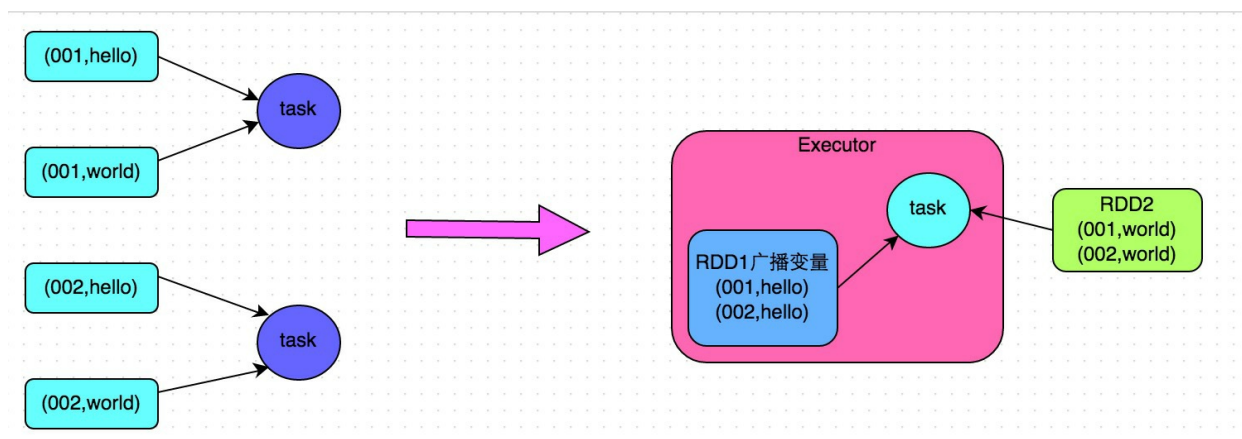 (001,hello)
task
(001,world)
(002,hello)
task
(002,world)
Executor
task
RDD1广播变量
(001,hello)
(002,hello)
RDD2
(001,world)
(002,world)